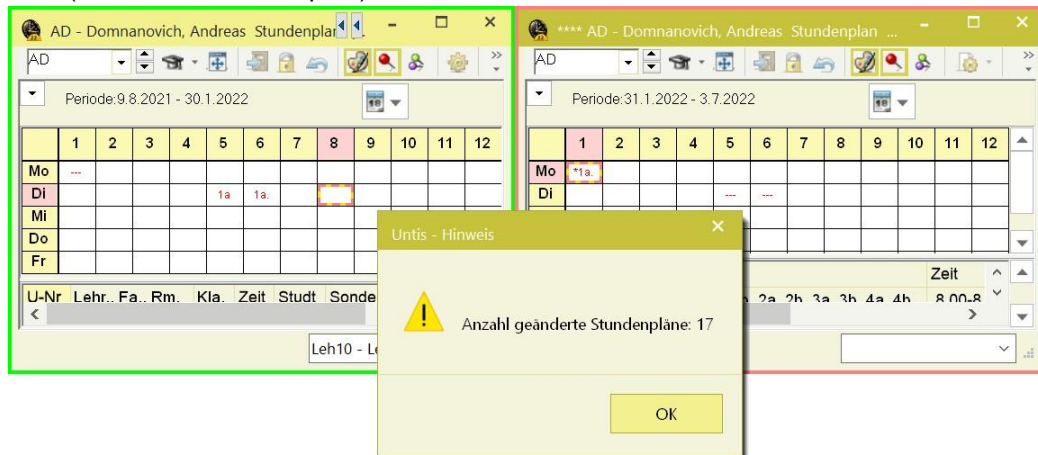 AD - Domnanovich, Andreas Stundenplan
AD
Periode:9.8.2021 - 30.1.2022
18
1 2 3 4 5 6 7 8 9 10 11 12
Mo ---
Di 1a 1a.
Mi
Do
Fr
U-Nr Lehr., Fa., Rm. Kla. Zeit Studt
Leh10 -
**** AD - Domnanovich, Andreas Stundenplan ...
AD
Periode:31.1.2022 - 3.7.2022
18
1 2 3 4 5 6 7 8 9 10 11 12
Mo *1a.
Di --- ---
Zeit
2a 2b 3a 3b 4a 4b 8.00-8
Untis - Hinweis
Anzahl geänderte Stundenpläne: 17
OK